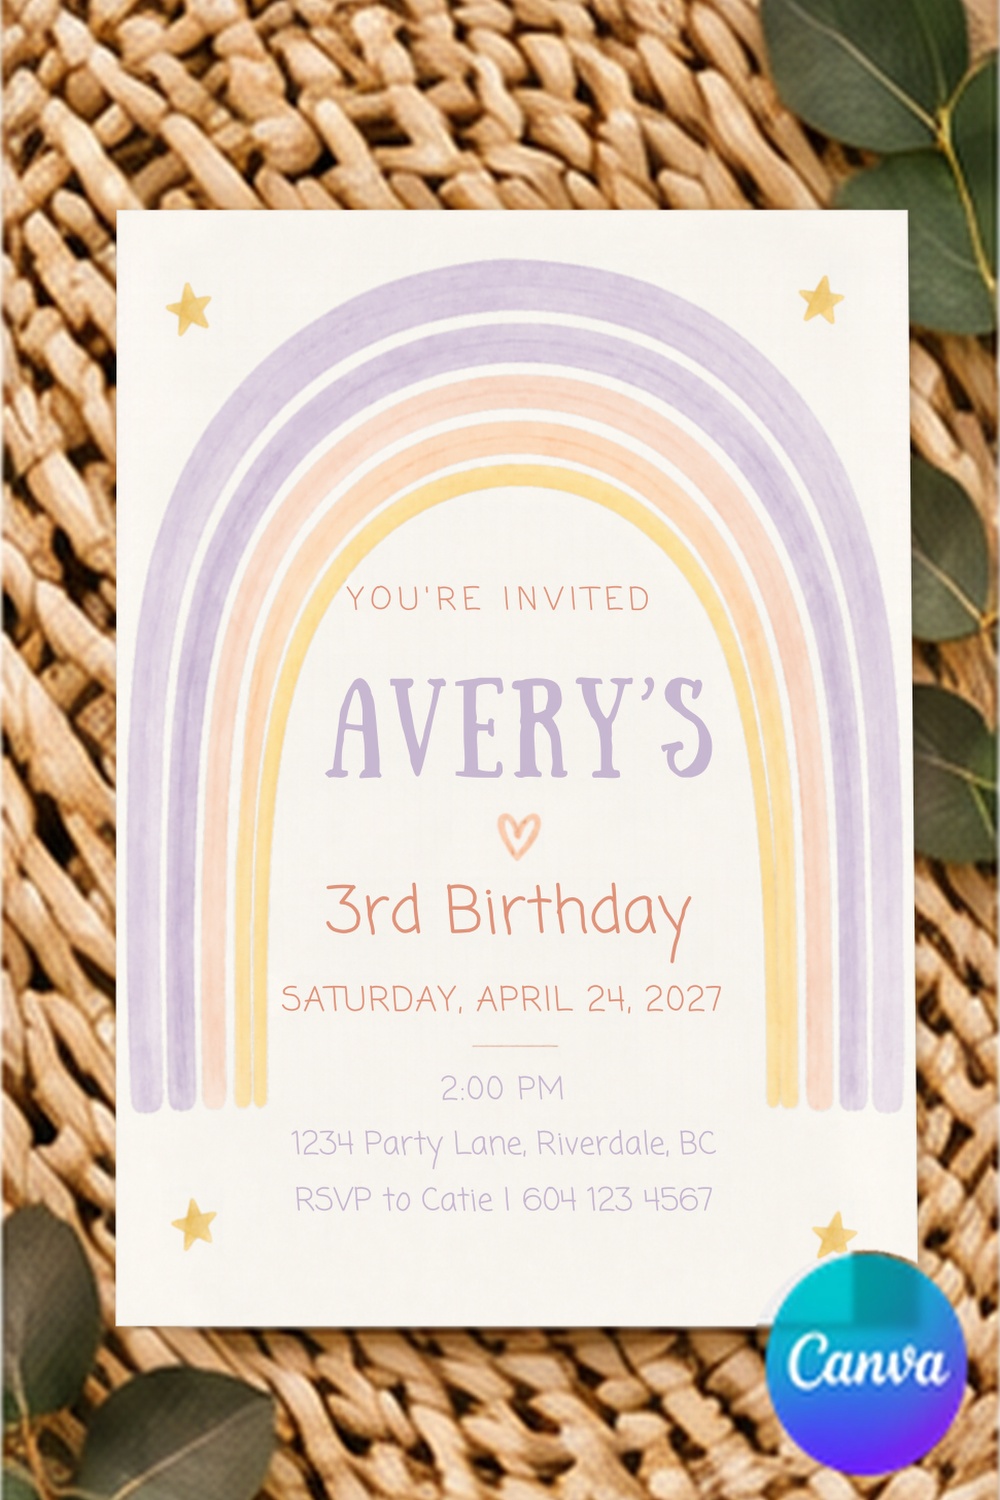 YOU'RE INVITED
AVERY'S
3rd Birthday
SATURDAY, APRIL 24, 2027
2:00 PM
1234 Party Lane, Riverdale, BC
RSVP to Catie | 604 123 4567
Canva